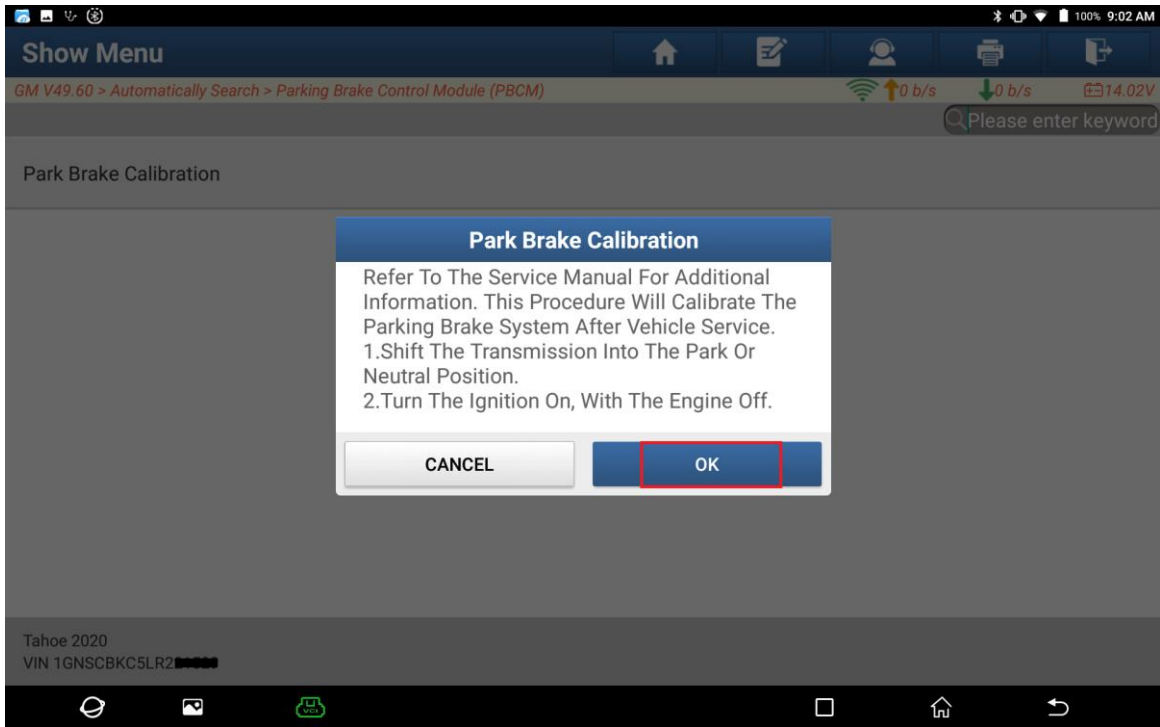 100% 9:02 AM
Show Menu
GM V49.60 > Automatically Search > Parking Brake Control Module (PBCM)
0 b/s
0 b/s
14.02V
Please enter keyword
Park Brake Calibration
Park Brake Calibration
Refer To The Service Manual For Additional
Information. This Procedure Will Calibrate The
Parking Brake System After Vehicle Service.
1.Shift The Transmission Into The Park Or
Neutral Position.
2.Turn The Ignition On, With The Engine Off.
CANCEL
OK
Tahoe 2020
VIN 1GNSCBKC5LR2
VCI